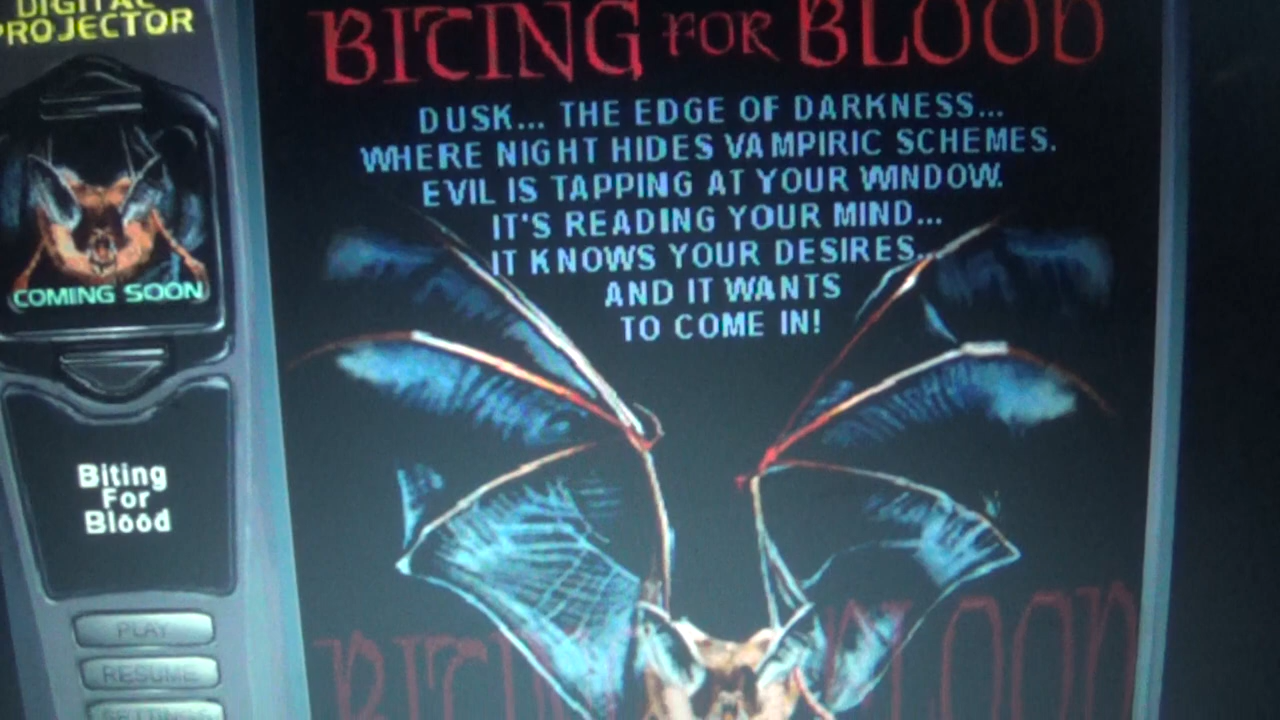 DIGITAL
PROJECTOR
COMING SOON
Biting
For
Blood
PLAY
RESUME
SETTINGS
BITING FOR BLOOD
DUSK... THE EDGE OF DARKNESS...
WHERE NIGHT HIDES VAMPIRIC SCHEMES.
EVIL IS TAPPING AT YOUR WINDOW.
IT'S READING YOUR MIND...
IT KNOWS YOUR DESIRES...
AND IT WANTS
TO COME IN!
BLOOD